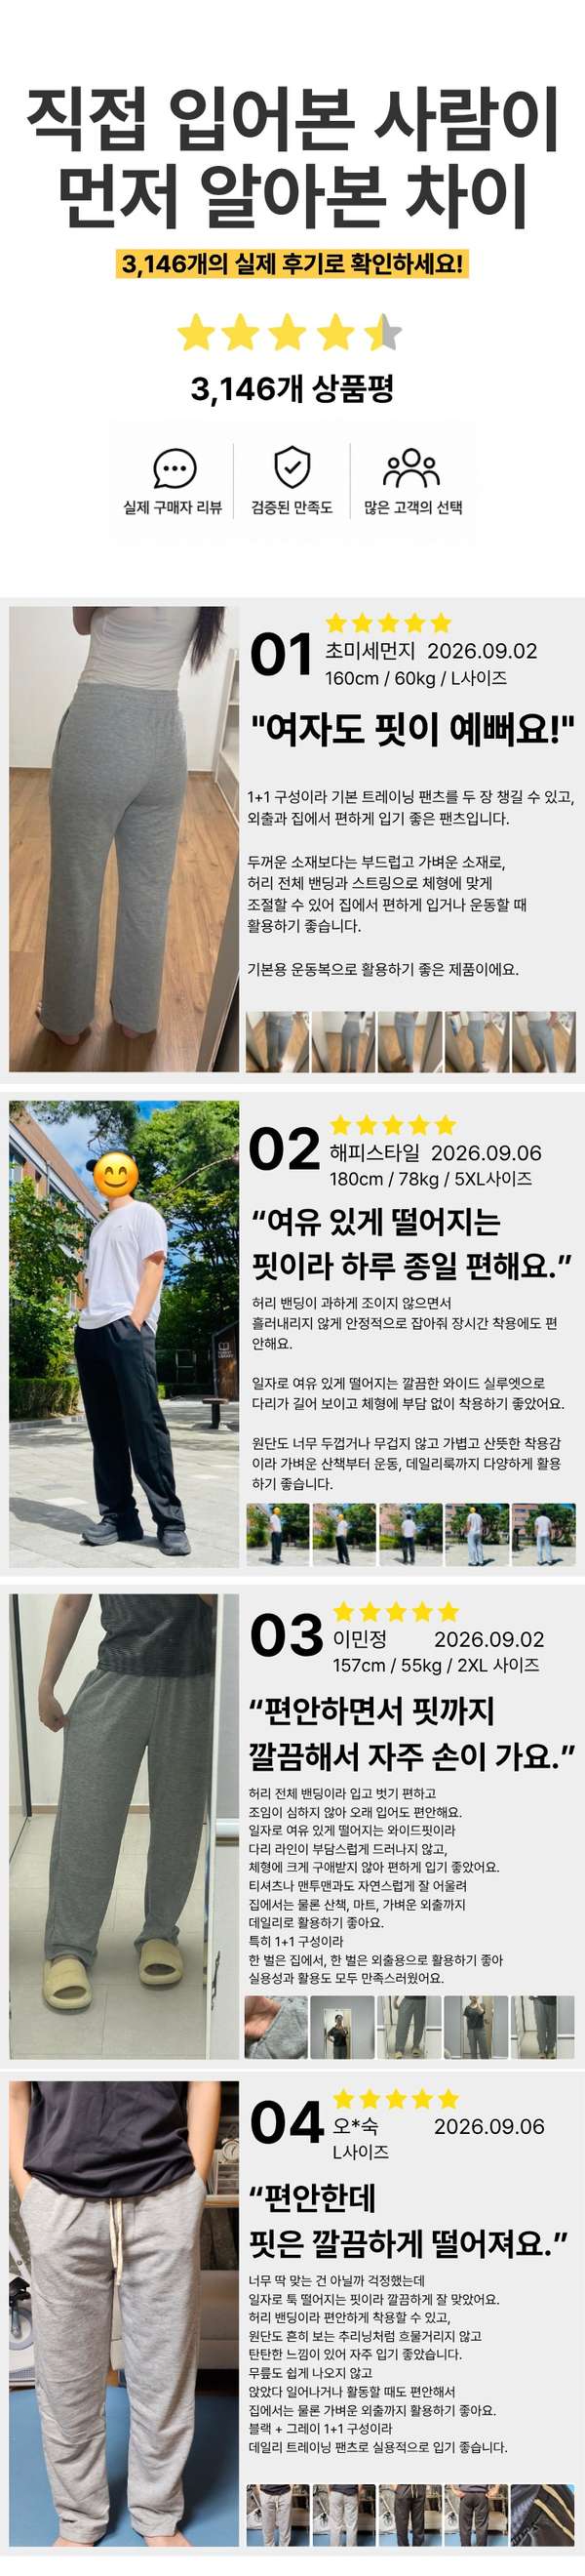 직접 입어본 사람이
먼저 알아본 차이
3,146개의 실제 후기로 확인하세요!
3,146개 상품평
실제 구매자 리뷰
검증된 만족도
많은 고객의 선택
01
초미세먼지 2026.09.02
160cm / 60kg / L사이즈
"여자도 핏이 예뻐요!"
1+1 구성이라 기본 트레이닝 팬츠를 두 장 챙길 수 있고,
외출과 집에서 편하게 입기 좋은 팬츠입니다.
두꺼운 소재보다는 부드럽고 가벼운 소재로,
허리 전체 밴딩과 스트링으로 체형에 맞게
조절할 수 있어 집에서 편하게 입거나 운동할 때
활용하기 좋습니다.
기본용 운동복으로 활용하기 좋은 제품이에요.
02
해피스타일 2026.09.06
180cm / 78kg / 5XL사이즈
“여유 있게 떨어지는
핏이라 하루 종일 편해요.”
허리 밴딩이 과하게 조이지 않으면서
흘러내리지 않게 안정적으로 잡아줘 장시간 착용에도 편
안해요.
일자로 여유 있게 떨어지는 깔끔한 와이드 실루엣으로
다리가 길어 보이고 체형에 부담 없이 착용하기 좋았어요.
원단도 너무 두껍거나 무겁지 않고 가볍고 산뜻한 착용감
이라 가벼운 산책부터 운동, 데일리룩까지 다양하게 활용
하기 좋습니다.
03
이민정 2026.09.02
157cm / 55kg / 2XL 사이즈
“편안하면서 핏까지
깔끔해서 자주 손이 가요.”
허리 전체 밴딩이라 입고 벗기 편하고
조임이 심하지 않아 오래 입어도 편안해요.
일자로 여유 있게 떨어지는 와이드핏이라
다리 라인이 부담스럽게 드러나지 않고,
체형에 크게 구애받지 않아 편하게 입기 좋았어요.
티셔츠나 맨투맨과도 자연스럽게 잘 어울려
집에서는 물론 산책, 마트, 가벼운 외출까지
데일리로 활용하기 좋아요.
특히 1+1 구성이라
한 벌은 집에서, 한 벌은 외출용으로 활용하기 좋아
실용성과 활용도 모두 만족스러웠어요.
04
오*숙 2026.09.06
L사이즈
“편안한데
핏은 깔끔하게 떨어져요.”
너무 딱 맞는 건 아닐까 걱정했는데
일자로 툭 떨어지는 핏이라 깔끔하게 잘 맞았어요.
허리 밴딩이라 편안하게 착용할 수 있고,
원단도 흔히 보는 추리닝처럼 흐물거리지 않고
탄탄한 느낌이 있어 자주 입기 좋았습니다.
무릎도 쉽게 나오지 않고
앉았다 일어나거나 활동할 때도 편안해서
집에서는 물론 가벼운 외출까지 활용하기 좋아요.
블랙 + 그레이 1+1 구성이라
데일리 트레이닝 팬츠로 실용적으로 입기 좋습니다.